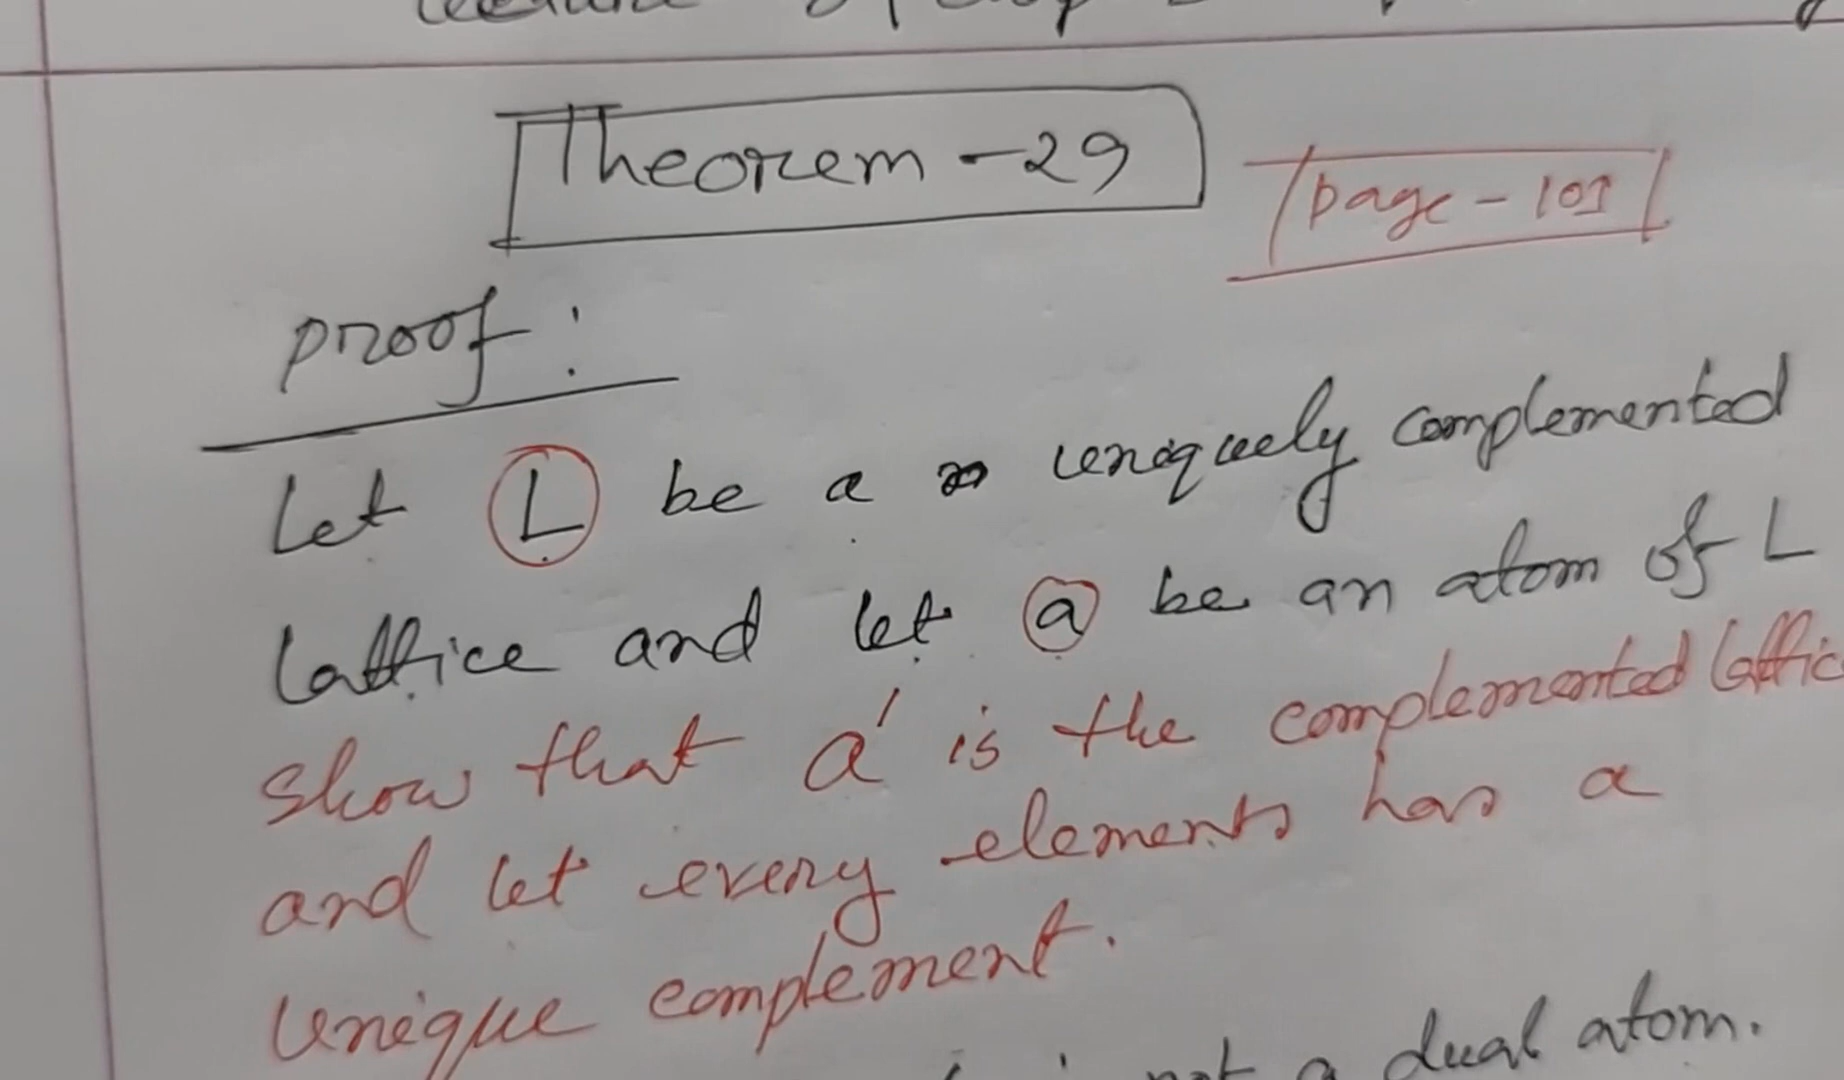 Theorem - 29
page - 101
proof:
Let L be a uniquely complemented
lattice and let a be an atom of L
show that a' is the complemented lattic
and let every elements has a
unique complement.
not a dual atom.